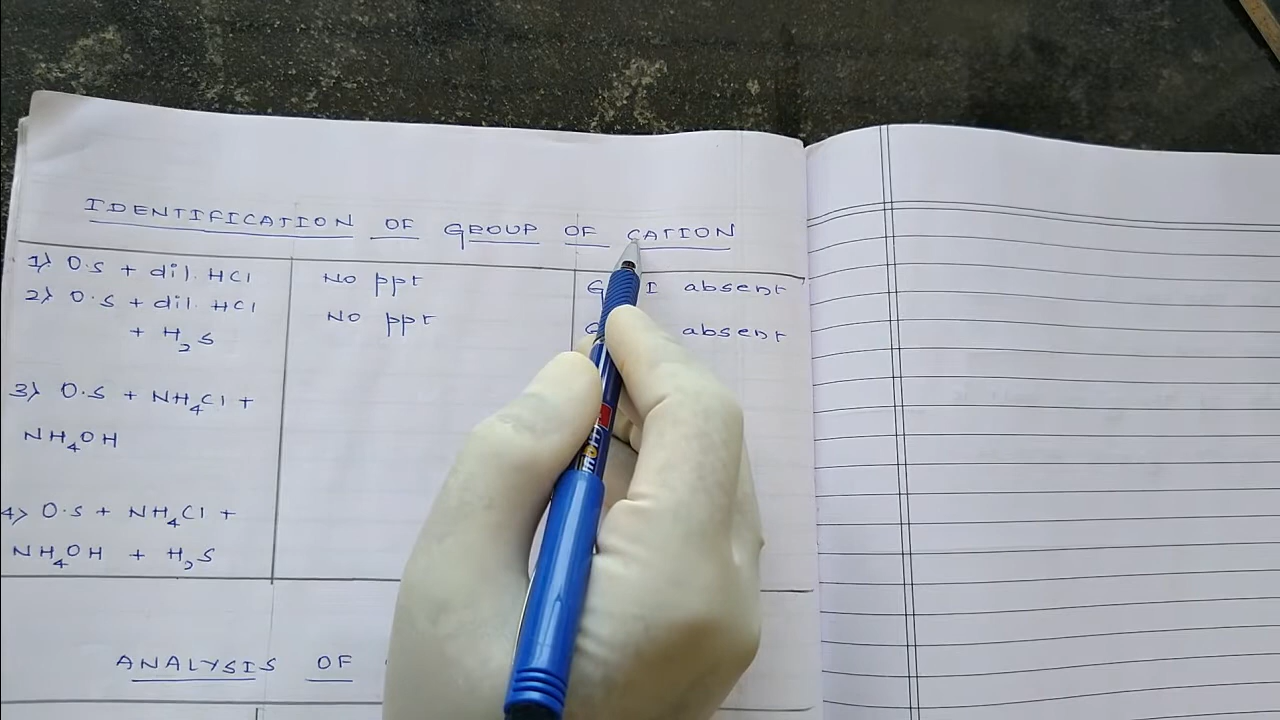 IDENTIFICATION OF GROUP OF CATION
1) O.S + dil. HCl No ppt I absent
2) O.S + dil. HCl No ppt absent
+ H2S
3) O.S + NH4Cl +
NH4OH
4) O.S + NH4Cl +
NH4OH + H2S
ANALYSIS OF